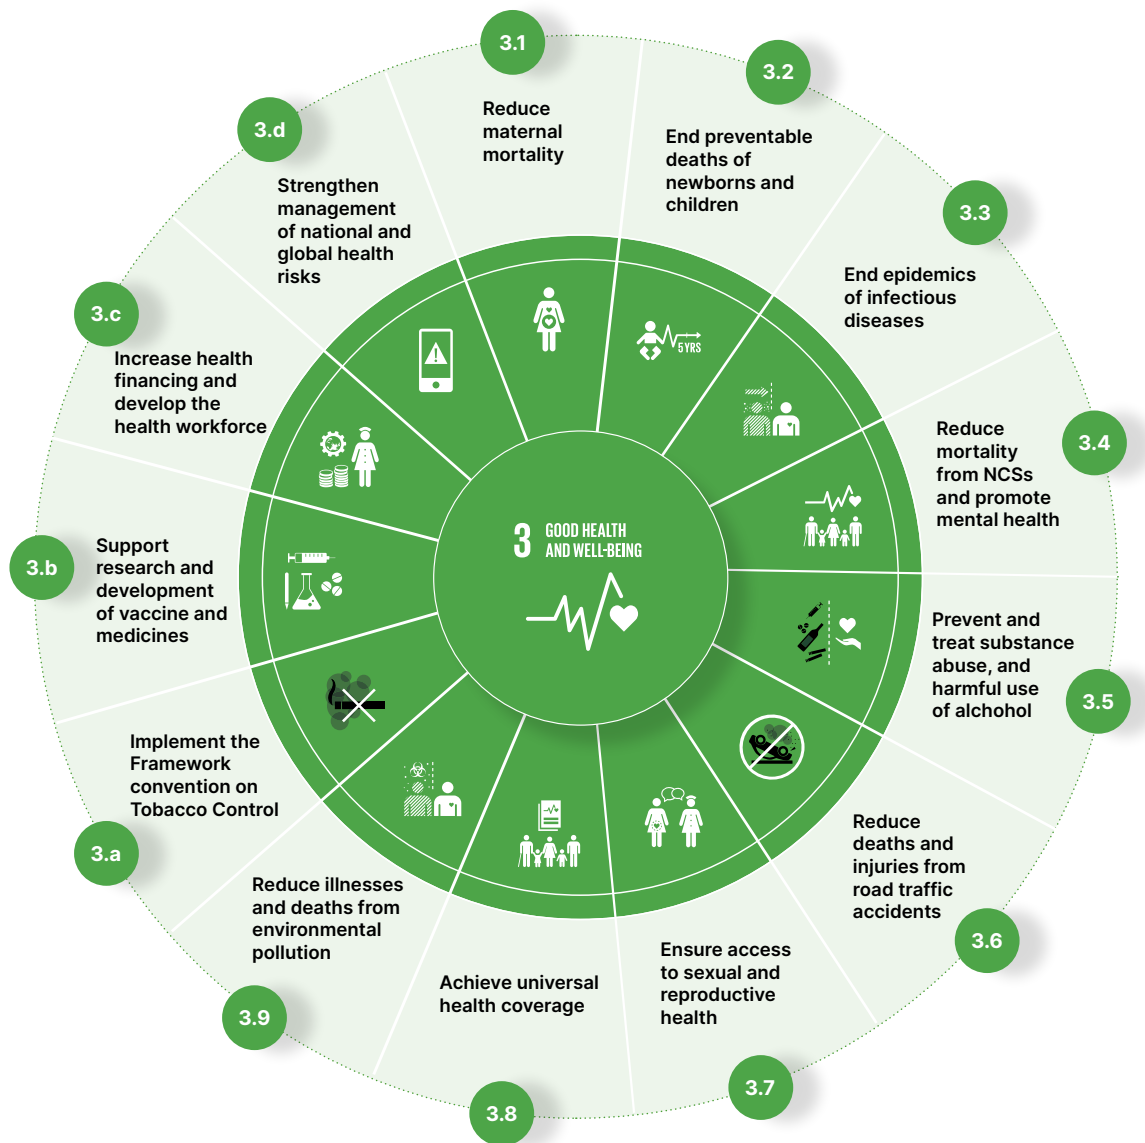 3.1
Reduce
maternal
mortality
3.2
End preventable
deaths of
newborns and
children
3.3
End epidemics
of infectious
diseases
3.4
Reduce
mortality
from NCSs
and promote
mental health
3.5
Prevent and
treat substance
abuse, and
harmful use
of alchohol
3.6
Reduce
deaths and
injuries from
road traffic
accidents
3.7
Ensure access
to sexual and
reproductive
health
3.8
Achieve universal
health coverage
3.9
Reduce illnesses
and deaths from
environmental
pollution
3.a
Implement the
Framework
convention on
Tobacco Control
3.b
Support
research and
development
of vaccine and
medicines
3.c
Increase health
financing and
develop the
health workforce
3.d
Strengthen
management
of national and
global health
risks
5 YRS
3 GOOD HEALTH
AND WELL-BEING